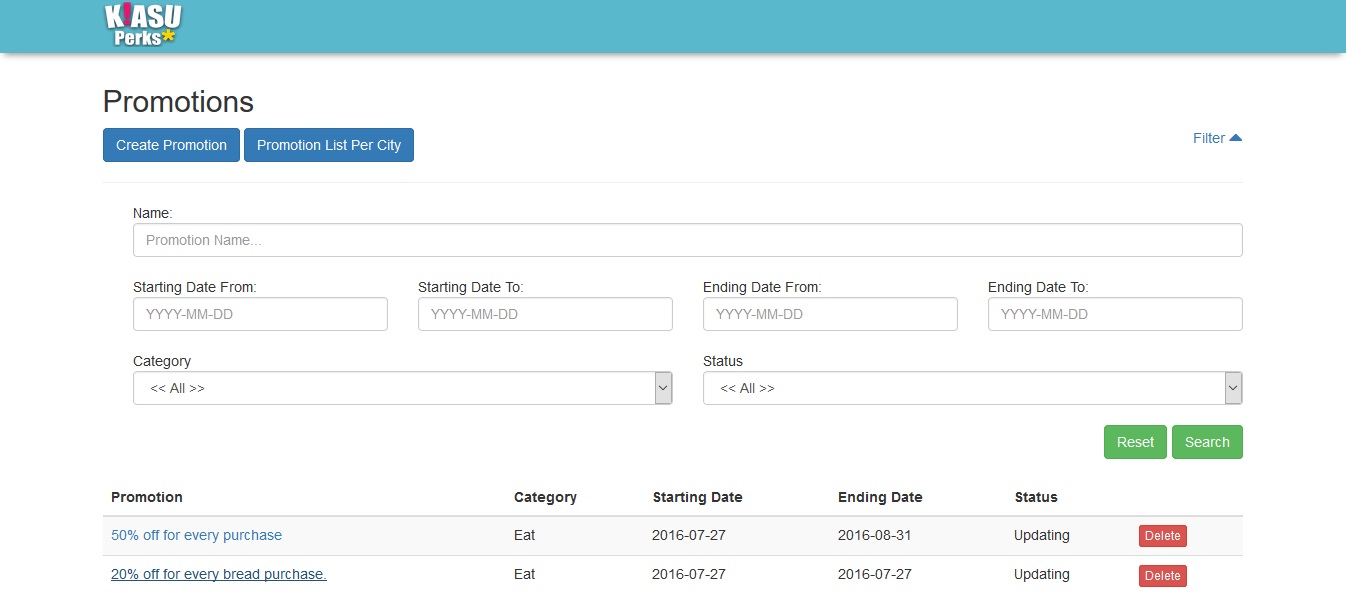 K!ASU
Perks*
Promotions
Create Promotion Promotion List Per City Filter
Name:
Promotion Name...
Starting Date From: Starting Date To: Ending Date From: Ending Date To:
YYYY-MM-DD YYYY-MM-DD YYYY-MM-DD YYYY-MM-DD
Category Status
<< All >> << All >>
Reset Search
Promotion Category Starting Date Ending Date Status
50% off for every purchase Eat 2016-07-27 2016-08-31 Updating Delete
20% off for every bread purchase. Eat 2016-07-27 2016-07-27 Updating Delete